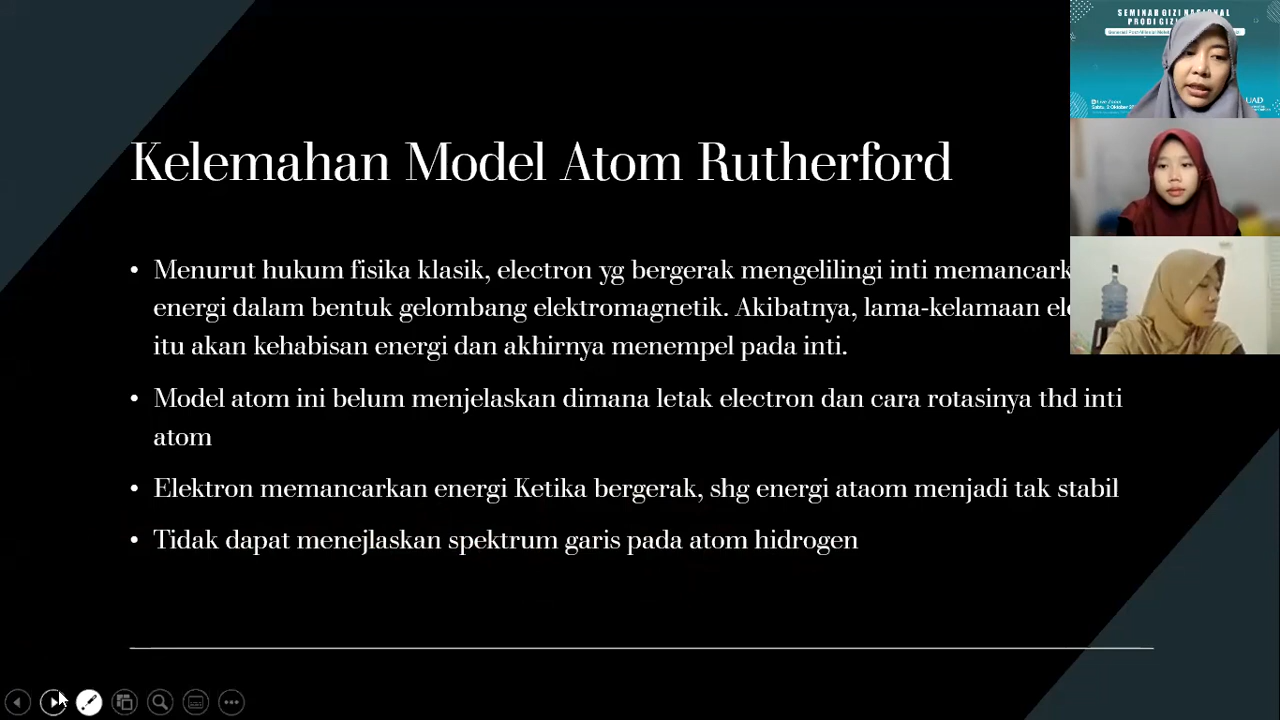 SEMINAR GIZI NASIONAL
PRODI GIZI
Kelemahan Model Atom Rutherford
• Menurut hukum fisika klasik, electron yg bergerak mengelilingi inti memancark
energi dalam bentuk gelombang elektromagnetik. Akibatnya, lama-kelamaan ele
itu akan kehabisan energi dan akhirnya menempel pada inti.
• Model atom ini belum menjelaskan dimana letak electron dan cara rotasinya thd inti
atom
• Elektron memancarkan energi Ketika bergerak, shg energi ataom menjadi tak stabil
• Tidak dapat menejlaskan spektrum garis pada atom hidrogen
UAD